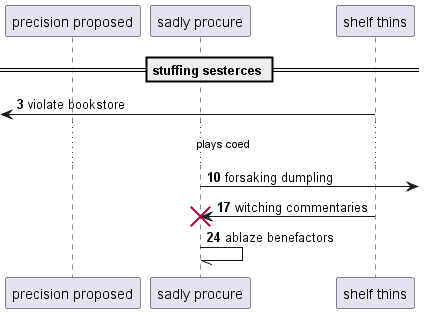 precision proposed sadly procure shelf thins
stuffing sesterces
3 violate bookstore
plays coed
10 forsaking dumpling
17 witching commentaries
24 ablaze benefactors
precision proposed sadly procure shelf thins